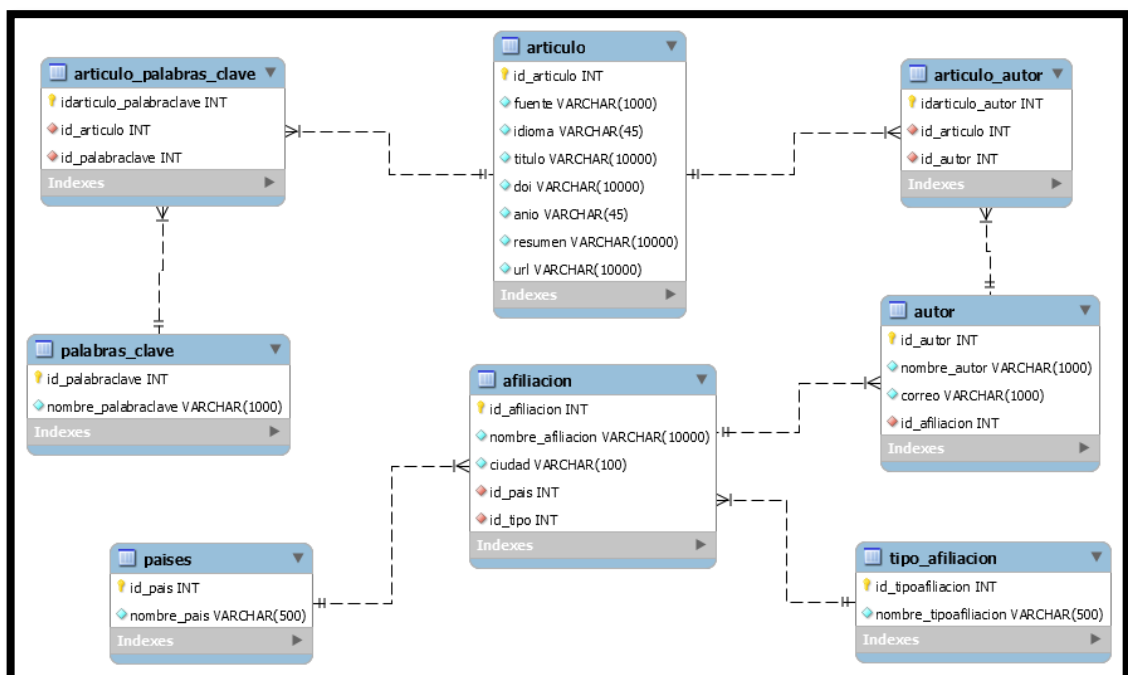 articulo_palabras_clave
idarticulo_palabraclave INT
id_articulo INT
id_palabraclave INT
Indexes
articulo
id_articulo INT
fuente VARCHAR(1000)
idioma VARCHAR(45)
titulo VARCHAR(10000)
doi VARCHAR(10000)
anio VARCHAR(45)
resumen VARCHAR(10000)
url VARCHAR(10000)
Indexes
articulo_autor
idarticulo_autor INT
id_articulo INT
id_autor INT
Indexes
palabras_clave
id_palabraclave INT
nombre_palabraclave VARCHAR(1000)
Indexes
afiliacion
id_afiliacion INT
nombre_afiliacion VARCHAR(10000)
ciudad VARCHAR(100)
id_pais INT
id_tipo INT
Indexes
autor
id_autor INT
nombre_autor VARCHAR(1000)
correo VARCHAR(1000)
id_afiliacion INT
Indexes
paises
id_pais INT
nombre_pais VARCHAR(500)
Indexes
tipo_afiliacion
id_tipoafiliacion INT
nombre_tipoafiliacion VARCHAR(500)
Indexes